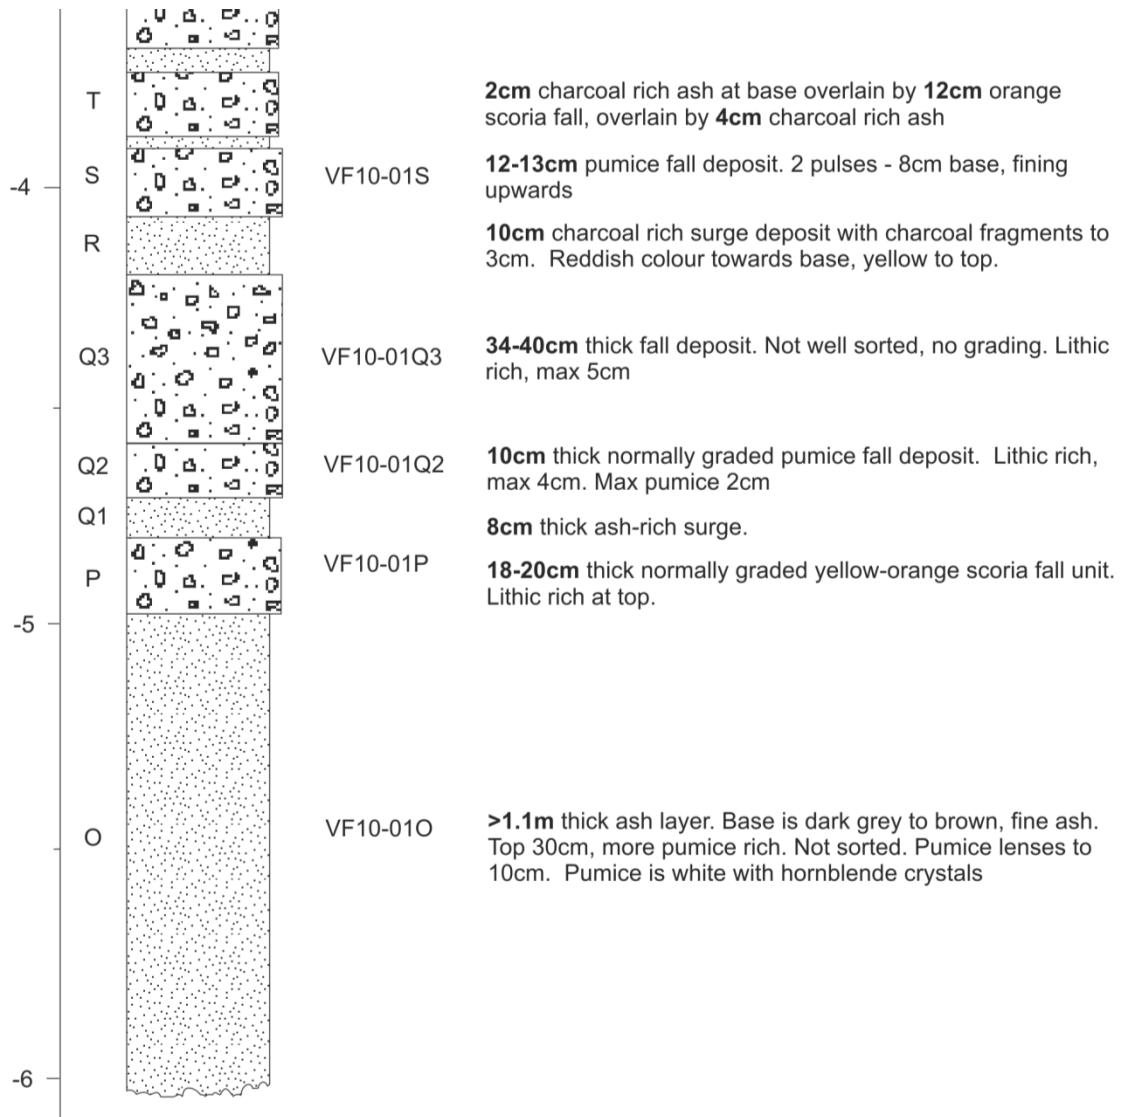 T
2cm charcoal rich ash at base overlain by 12cm orange
scoria fall, overlain by 4cm charcoal rich ash
-4
S
VF10-01S
12-13cm pumice fall deposit. 2 pulses - 8cm base, fining
upwards
R
10cm charcoal rich surge deposit with charcoal fragments to
3cm. Reddish colour towards base, yellow to top.
Q3
VF10-01Q3
34-40cm thick fall deposit. Not well sorted, no grading. Lithic
rich, max 5cm
Q2
VF10-01Q2
10cm thick normally graded pumice fall deposit. Lithic rich,
max 4cm. Max pumice 2cm
Q1
8cm thick ash-rich surge.
P
VF10-01P
18-20cm thick normally graded yellow-orange scoria fall unit.
Lithic rich at top.
-5
O
VF10-01O
>1.1m thick ash layer. Base is dark grey to brown, fine ash.
Top 30cm, more pumice rich. Not sorted. Pumice lenses to
10cm. Pumice is white with hornblende crystals
-6